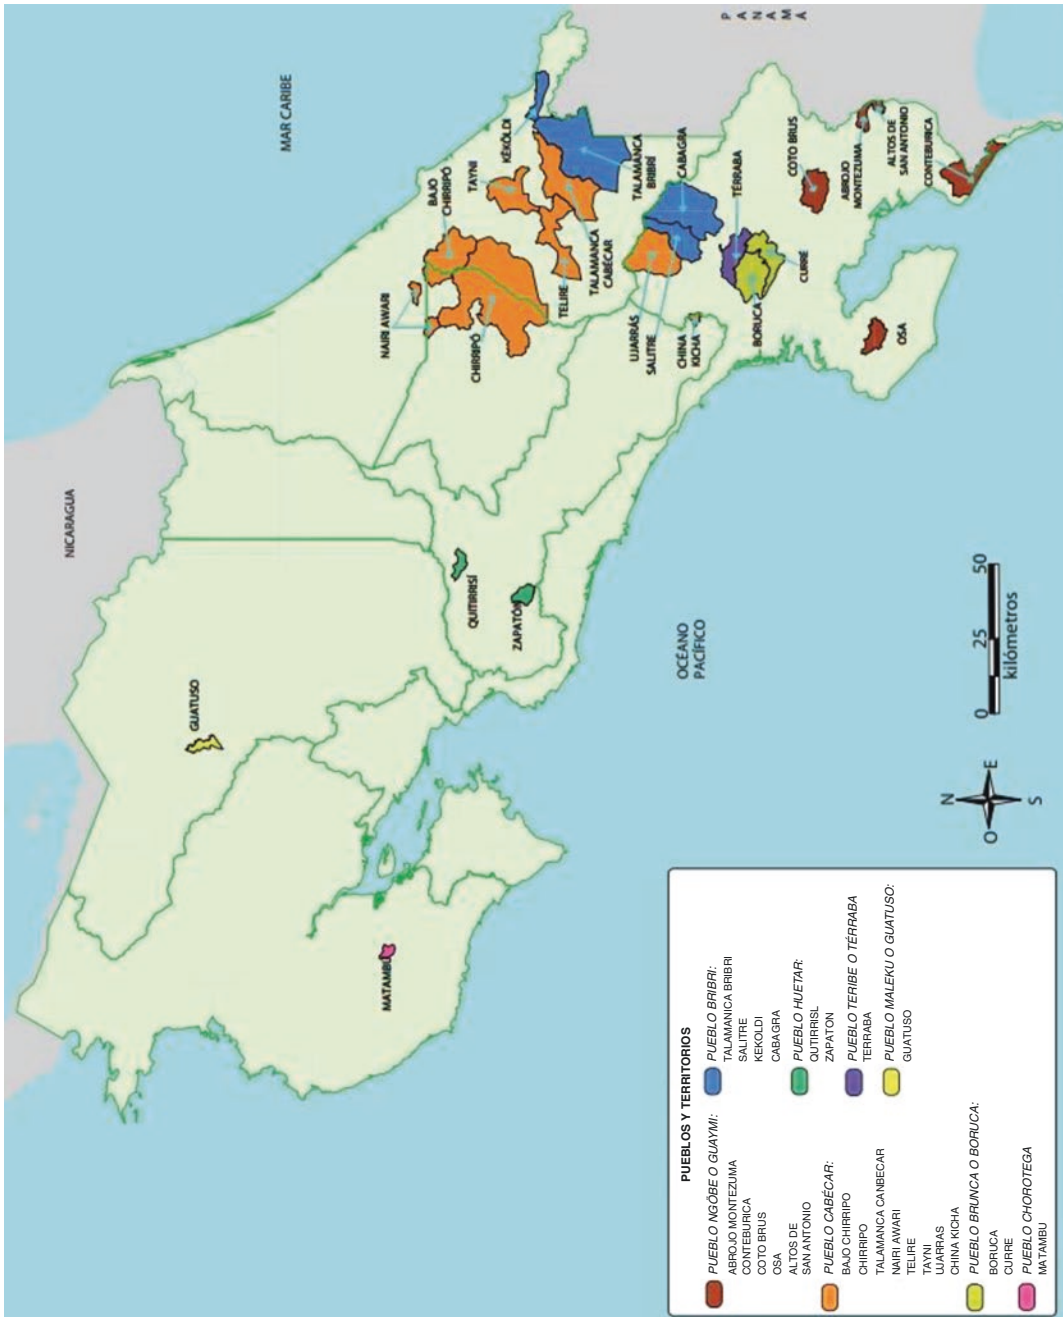 NICARAGUA
MAR CARIBE
PANAMÁ
OCÉANO
PACÍFICO
GUATUSO
MATAMBÚ
QUITIRRISÍ
ZAPATÓN
NAIRI AWARI
BAJO
CHIRRIPÓ
CHIRRIPÓ
TAYNI
KÉKÖLDI
TELIRE
TALAMANCA
CABÉCAR
TALAMANCA
BRIBRÍ
UJARRÁS
SALITRE
CABAGRA
CHINA
KICHA
TÉRRABA
BORUCA
CURRÉ
COTO BRUS
ABROJO
MONTEZUMA
ALTOS DE
SAN ANTONIO
CONTEBURICA
OSA
N
O
E
S
0 25 50
kilómetros
PUEBLOS Y TERRITORIOS
PUEBLO NGÖBE O GUAYMI:
ABROJO MONTEZUMA
CONTEBURICA
COTO BRUS
OSA
ALTOS DE
SAN ANTONIO
PUEBLO CABÉCAR:
BAJO CHIRRIPO
CHIRRIPO
TALAMANCA CANBECAR
NAIRI AWARI
TELIRE
TAYNI
UJARRAS
CHINA KICHA
PUEBLO BRUNCA O BORUCA:
BORUCA
CURRE
PUEBLO CHOROTEGA
MATAMBU
PUEBLO BRIBRI:
TALAMANICA BRIBRI
SALITRE
KEKOLDI
CABAGRA
PUEBLO HUETAR:
QUTIRRISL
ZAPATON
PUEBLO TERIBE O TÉRRABA
TERRABA
PUEBLO MALEKU O GUATUSO:
GUATUSO